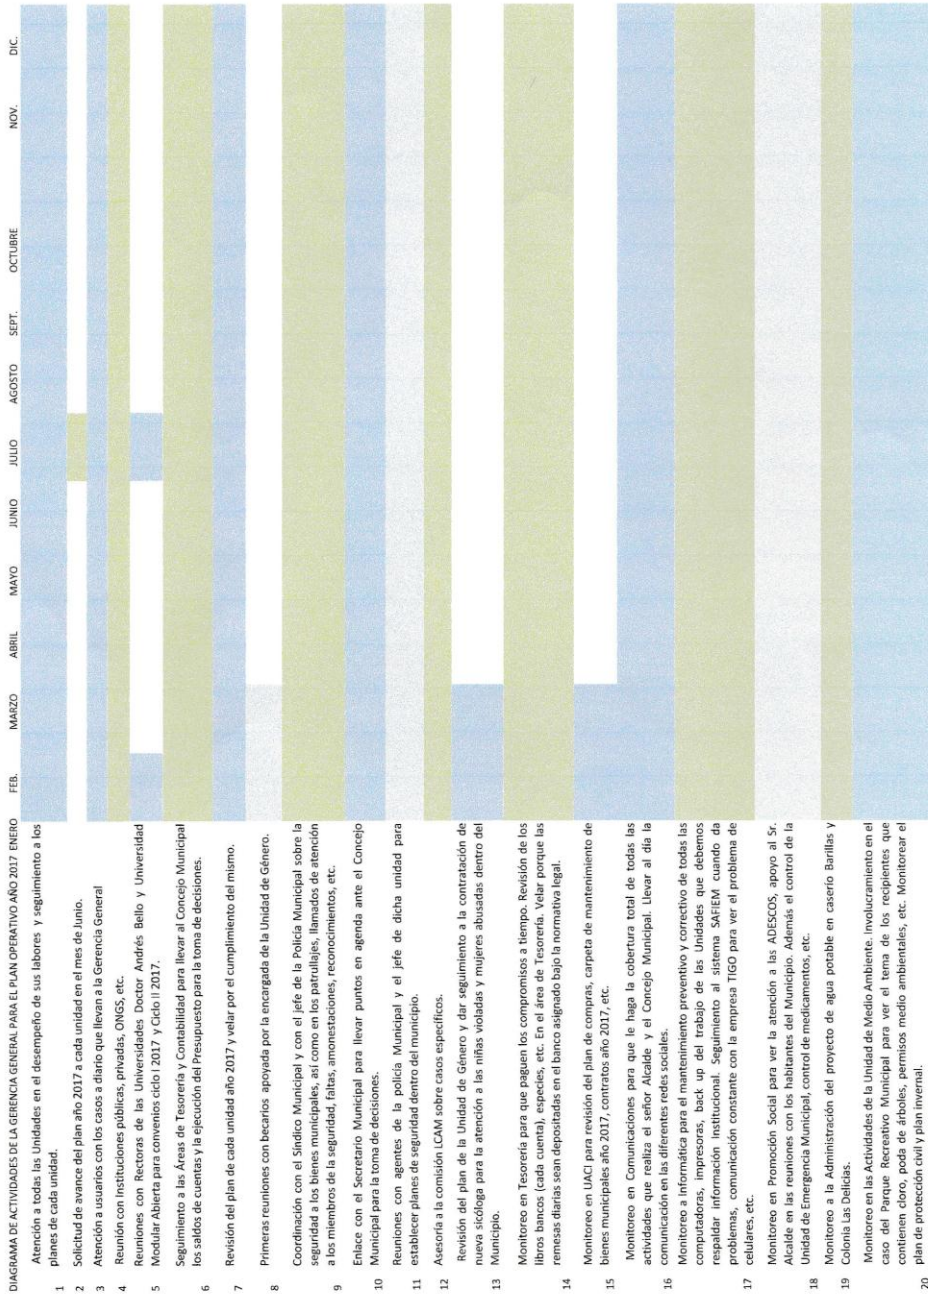 DIAGRAMA DE ACTIVIDADES DE LA GERENCIA GENERAL PARA EL PLAN OPERATIVO AÑO 2017 ENERO FEB. MARZO ABRIL MAYO JUNIO JULIO AGOSTO SEPT. OCTUBRE NOV. DIC.
Atención a todas las Unidades en el desempeño de sus labores y seguimiento a los
1 planes de cada unidad.
2 Solicitud de avance del plan año 2017 a cada unidad en el mes de Junio.
3 Atención a usuarios con los casos a diario que llevan a la Gerencia General
4 Reunión con Instituciones públicas, privadas, ONGS, etc.
Reuniones con Rectoras de las Universidades Doctor Andrés Bello y Universidad
5 Modular Abierta para convenios ciclo I 2017 y Ciclo II 2017.
Seguimiento a las Áreas de Tesorería y Contabilidad para llevar al Concejo Municipal
6 los saldos de cuentas y la ejecución del Presupuesto para la toma de decisiones.
7 Revisión del plan de cada unidad año 2017 y velar por el cumplimiento del mismo.
8 Primeras reuniones con becarios apoyada por la encargada de la Unidad de Género.
Coordinación con el Síndico Municipal y con el jefe de la Policía Municipal sobre la
seguridad a los bienes municipales, así como en los patrullajes, llamados de atención
9 a los miembros de la seguridad, faltas, amonestaciones, reconocimientos, etc.
Enlace con el Secretario Municipal para llevar puntos en agenda ante el Concejo
10 Municipal para la toma de decisiones.
Reuniones con agentes de la policía Municipal y el jefe de dicha unidad para
11 establecer planes de seguridad dentro del municipio.
12 Asesoría a la comisión LCAM sobre casos específicos.
Revisión del plan de la Unidad de Género y dar seguimiento a la contratación de
nueva sicóloga para la atención a las niñas violadas y mujeres abusadas dentro del
13 Municipio.
Monitoreo en Tesorería para que paguen los compromisos a tiempo. Revisión de los
libros bancos (cada cuenta), especies, etc. En el área de Tesorería. Velar porque las
14 remesas diarias sean depositadas en el banco asignado bajo la normativa legal.
Monitoreo en UACI para revisión del plan de compras, carpeta de mantenimiento de
15 bienes municipales año 2017, contratos año 2017, etc.
Monitoreo en Comunicaciones para que le haga la cobertura total de todas las
actividades que realiza el señor Alcalde y el Concejo Municipal. Llevar al día la
16 comunicación en las diferentes redes sociales.
Monitoreo a Informática para el mantenimiento preventivo y correctivo de todas las
computadoras, impresoras, back up del trabajo de las Unidades que debemos
respaldar información Institucional. Seguimiento al sistema SAFIEM cuando da
problemas, comunicación constante con la empresa TIGO para ver el problema de
17 celulares, etc.
Monitoreo en Promoción Social para ver la atención a las ADESCOS, apoyo al Sr.
Alcalde en las reuniones con los habitantes del Municipio. Además el control de la
18 Unidad de Emergencia Municipal, control de medicamentos, etc.
Monitoreo a la Administración del proyecto de agua potable en caserío Barillas y
19 Colonia Las Delicias.
Monitoreo en las Actividades de la Unidad de Medio Ambiente. Involucramiento en el
caso del Parque Recreativo Municipal para ver el tema de los recipientes que
contienen cloro, poda de árboles, permisos medio ambientales, etc. Monitorear el
20 plan de protección civil y plan invernal.